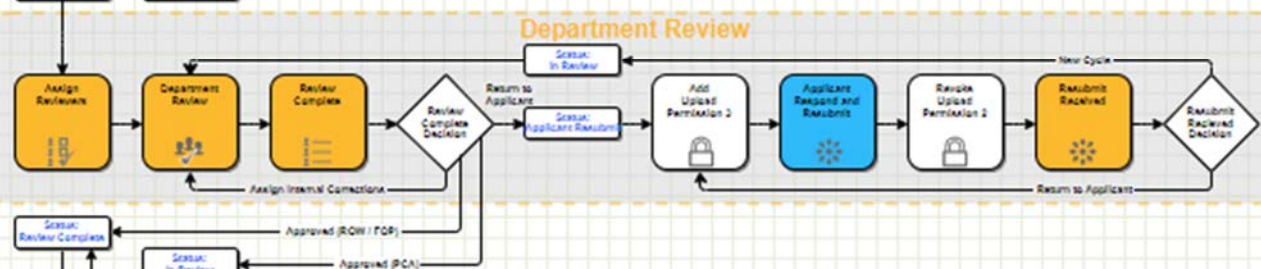 Department Review
Status:
In Review
New Cycle
Assign
Reviewers
Department
Review
Review
Complete
Review
Complete
Decision
Return to
Applicant
Status:
Applicant Resubmit
Add
Upload
Permission 2
Applicant
Respond and
Resubmit
Revoke
Upload
Permission 2
Resubmit
Received
Resubmit
Recieved
Decision
Assign Internal Corrections
Return to Applicant
Status:
Review Complete
Approved (ROW / FOP)
Status:
In Review
Approved (PCA)